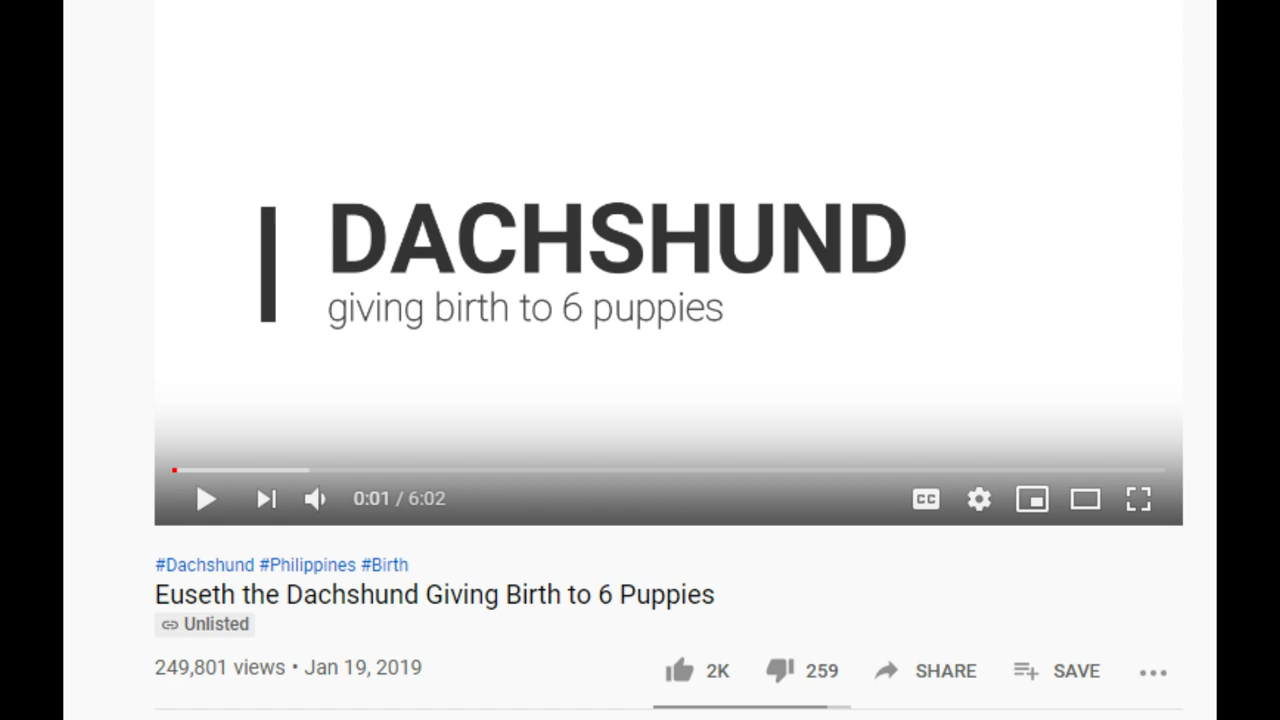 DACHSHUND
giving birth to 6 puppies
0:01 / 6:02
CC
#Dachshund #Philippines #Birth
Euseth the Dachshund Giving Birth to 6 Puppies
Unlisted
249,801 views • Jan 19, 2019
2K 259 SHARE SAVE